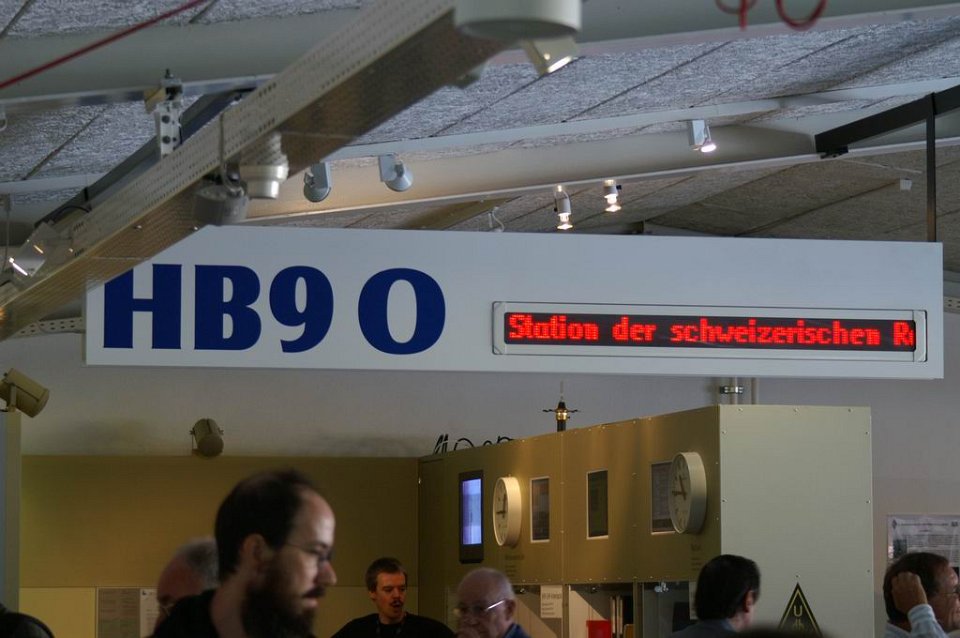 HB9 O
Station der schweizerischen R
U